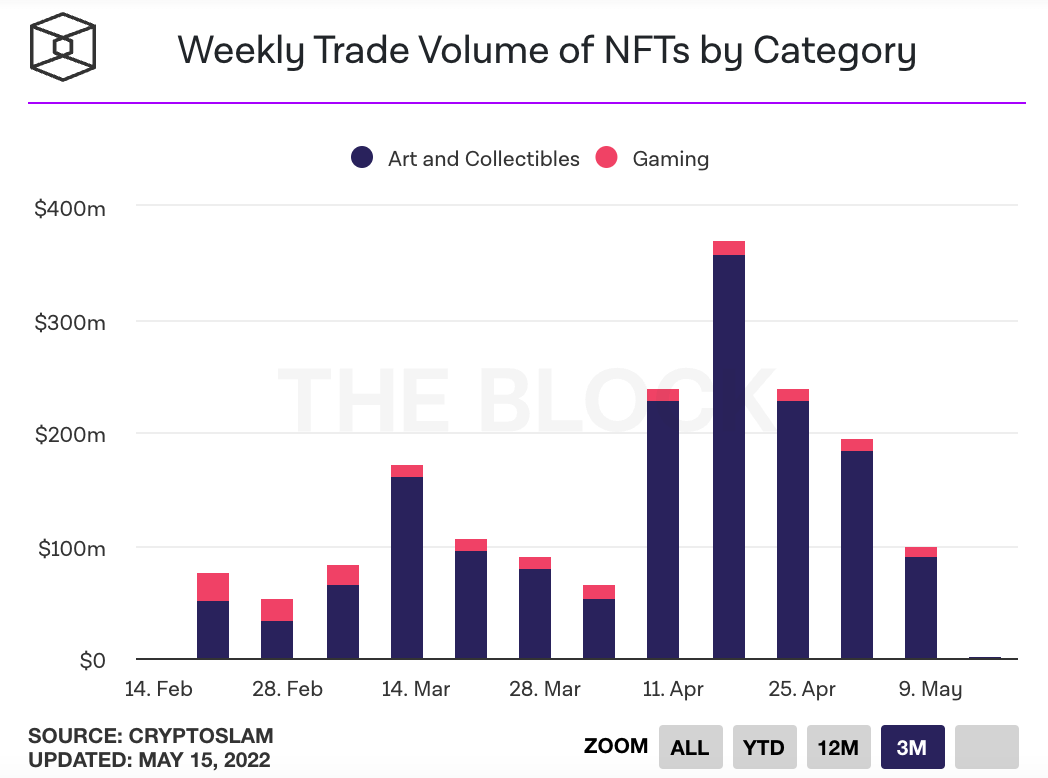 Weekly Trade Volume of NFTs by Category
Art and Collectibles Gaming
$400m
$300m
THE BLOCK
$200m
$100m
$0
14. Feb 28. Feb 14. Mar 28. Mar 11. Apr 25. Apr 9. May
SOURCE: CRYPTOSLAM
UPDATED: MAY 15, 2022
ZOOM ALL YTD 12M 3M